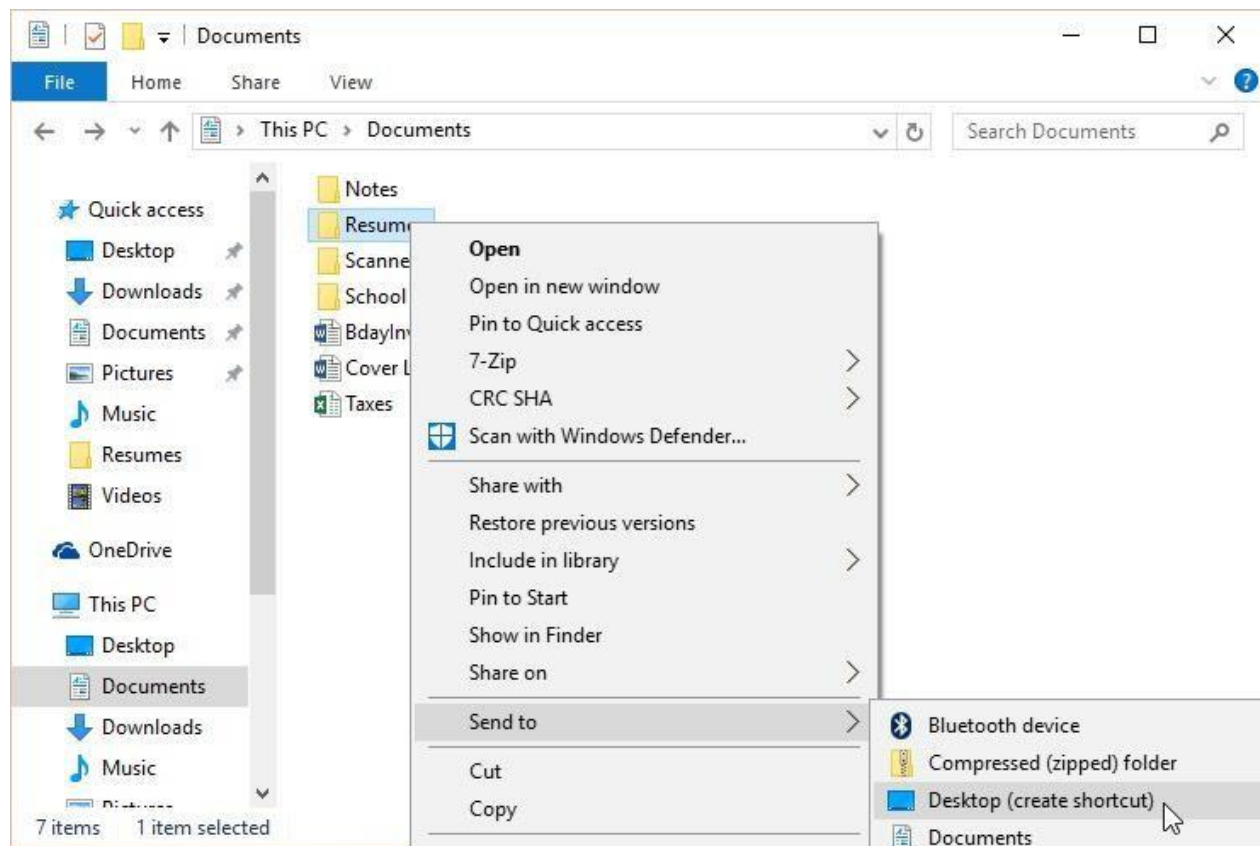 Documents
File Home Share View
This PC Documents
Search Documents
Quick access
Desktop
Downloads
Documents
Pictures
Music
Resumes
Videos
OneDrive
This PC
Desktop
Documents
Downloads
Music
7 items 1 item selected
Notes
Resume
Scanne
School
BdayInv
Cover L
Taxes
Open
Open in new window
Pin to Quick access
7-Zip
CRC SHA
Scan with Windows Defender...
Share with
Restore previous versions
Include in library
Pin to Start
Show in Finder
Share on
Send to
Cut
Copy
Bluetooth device
Compressed (zipped) folder
Desktop (create shortcut)
Documents